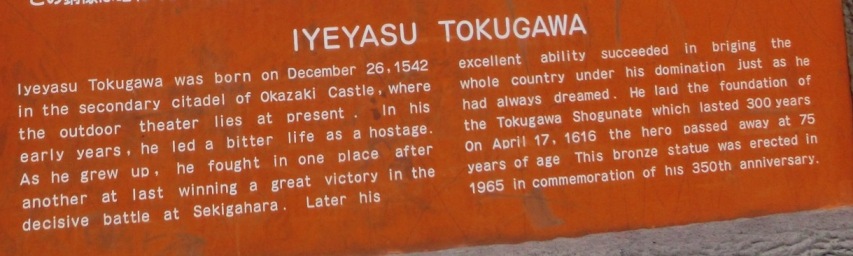 IYEYASU TOKUGAWA
Iyeyasu Tokugawa was born on December 26,1542
in the secondary citadel of Okazaki Castle, where
the outdoor theater lies at present. In his
early years, he led a bitter life as a hostage.
As he grew up, he fought in one place after
another at last winning a great victory in the
decisive battle at Sekigahara. Later his
excellent ability succeeded in briging the
whole country under his domination just as he
had always dreamed. He laid the foundation of
the Tokugawa Shogunate which lasted 300 years
On April 17, 1616 the hero passed away at 75
years of age This bronze statue was erected in
1965 in commemoration of his 350th anniversary.